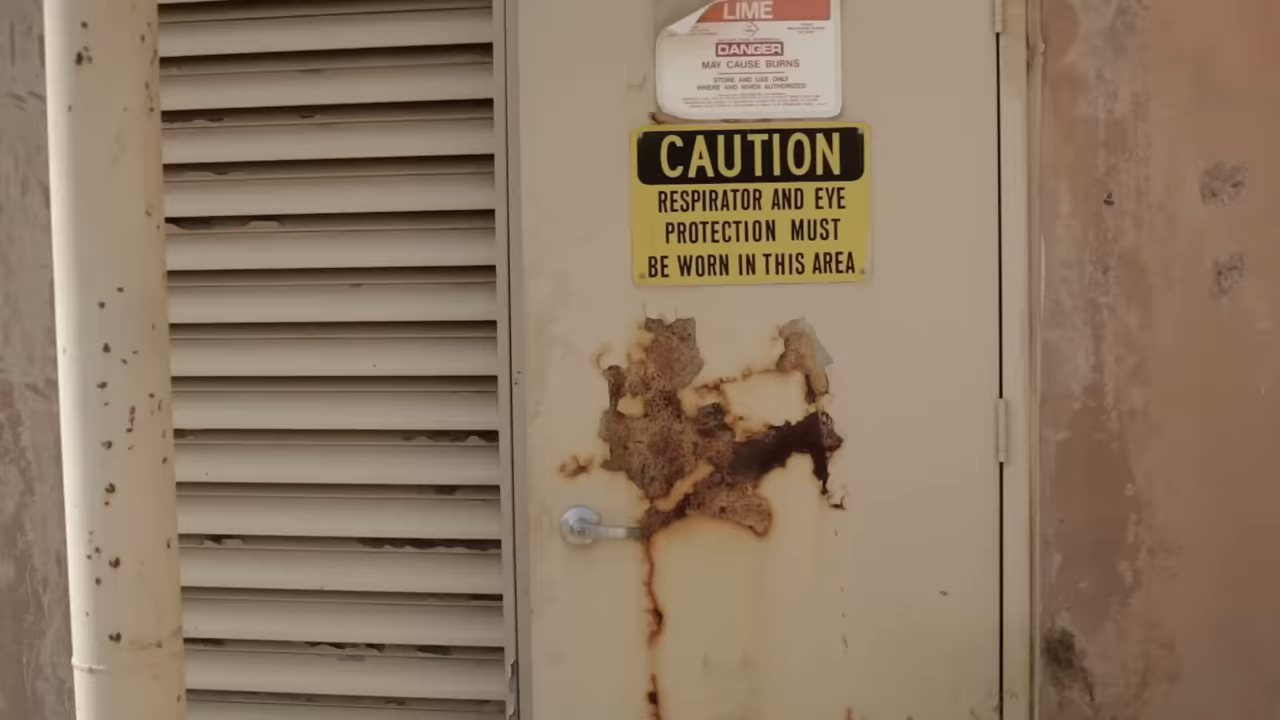 LIME
DANGER
MAY CAUSE BURNS
STORE AND USE ONLY
WHERE AND WHEN AUTHORIZED
CAUTION
RESPIRATOR AND EYE
PROTECTION MUST
BE WORN IN THIS AREA